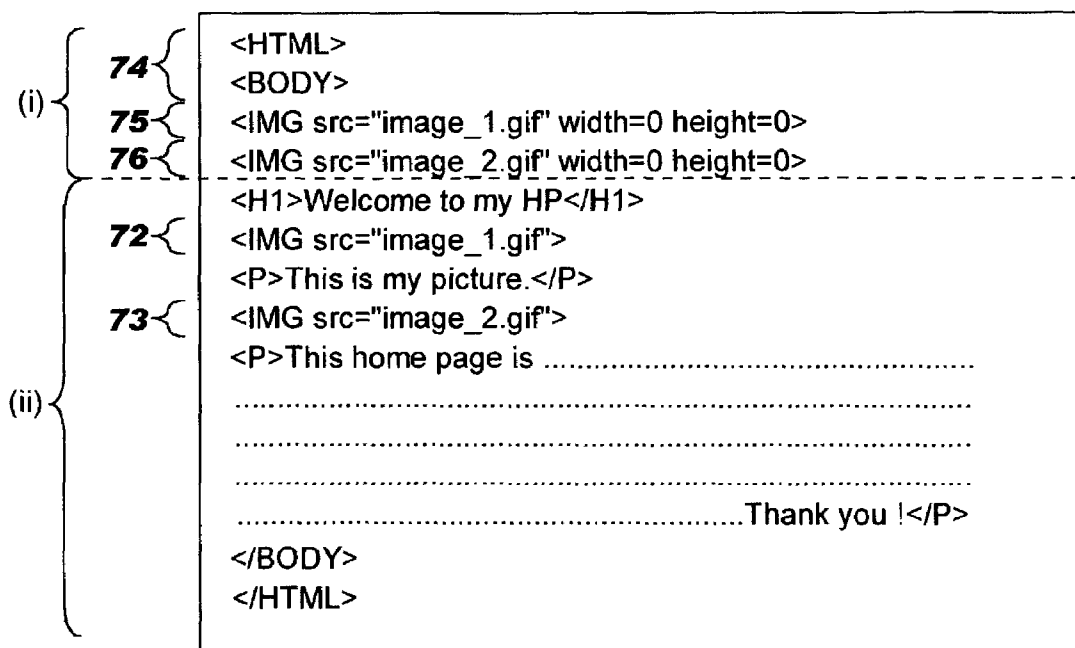 (i)
74
<HTML>
<BODY>
75
<IMG src="image_1.gif" width=0 height=0>
76
<IMG src="image_2.gif" width=0 height=0>
(ii)
<H1>Welcome to my HP</H1>
72
<IMG src="image_1.gif">
<P>This is my picture.</P>
73
<IMG src="image_2.gif">
<P>This home page is ................................................
..................................................................................
..................................................................................
..................................................................................
.........................................................Thank you !</P>
</BODY>
</HTML>